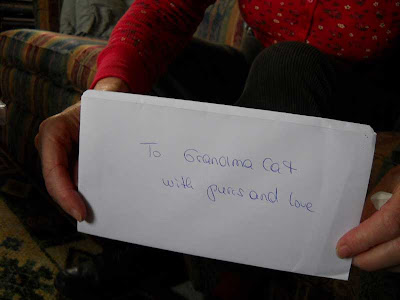 To Grandma Cat
with purrs and love